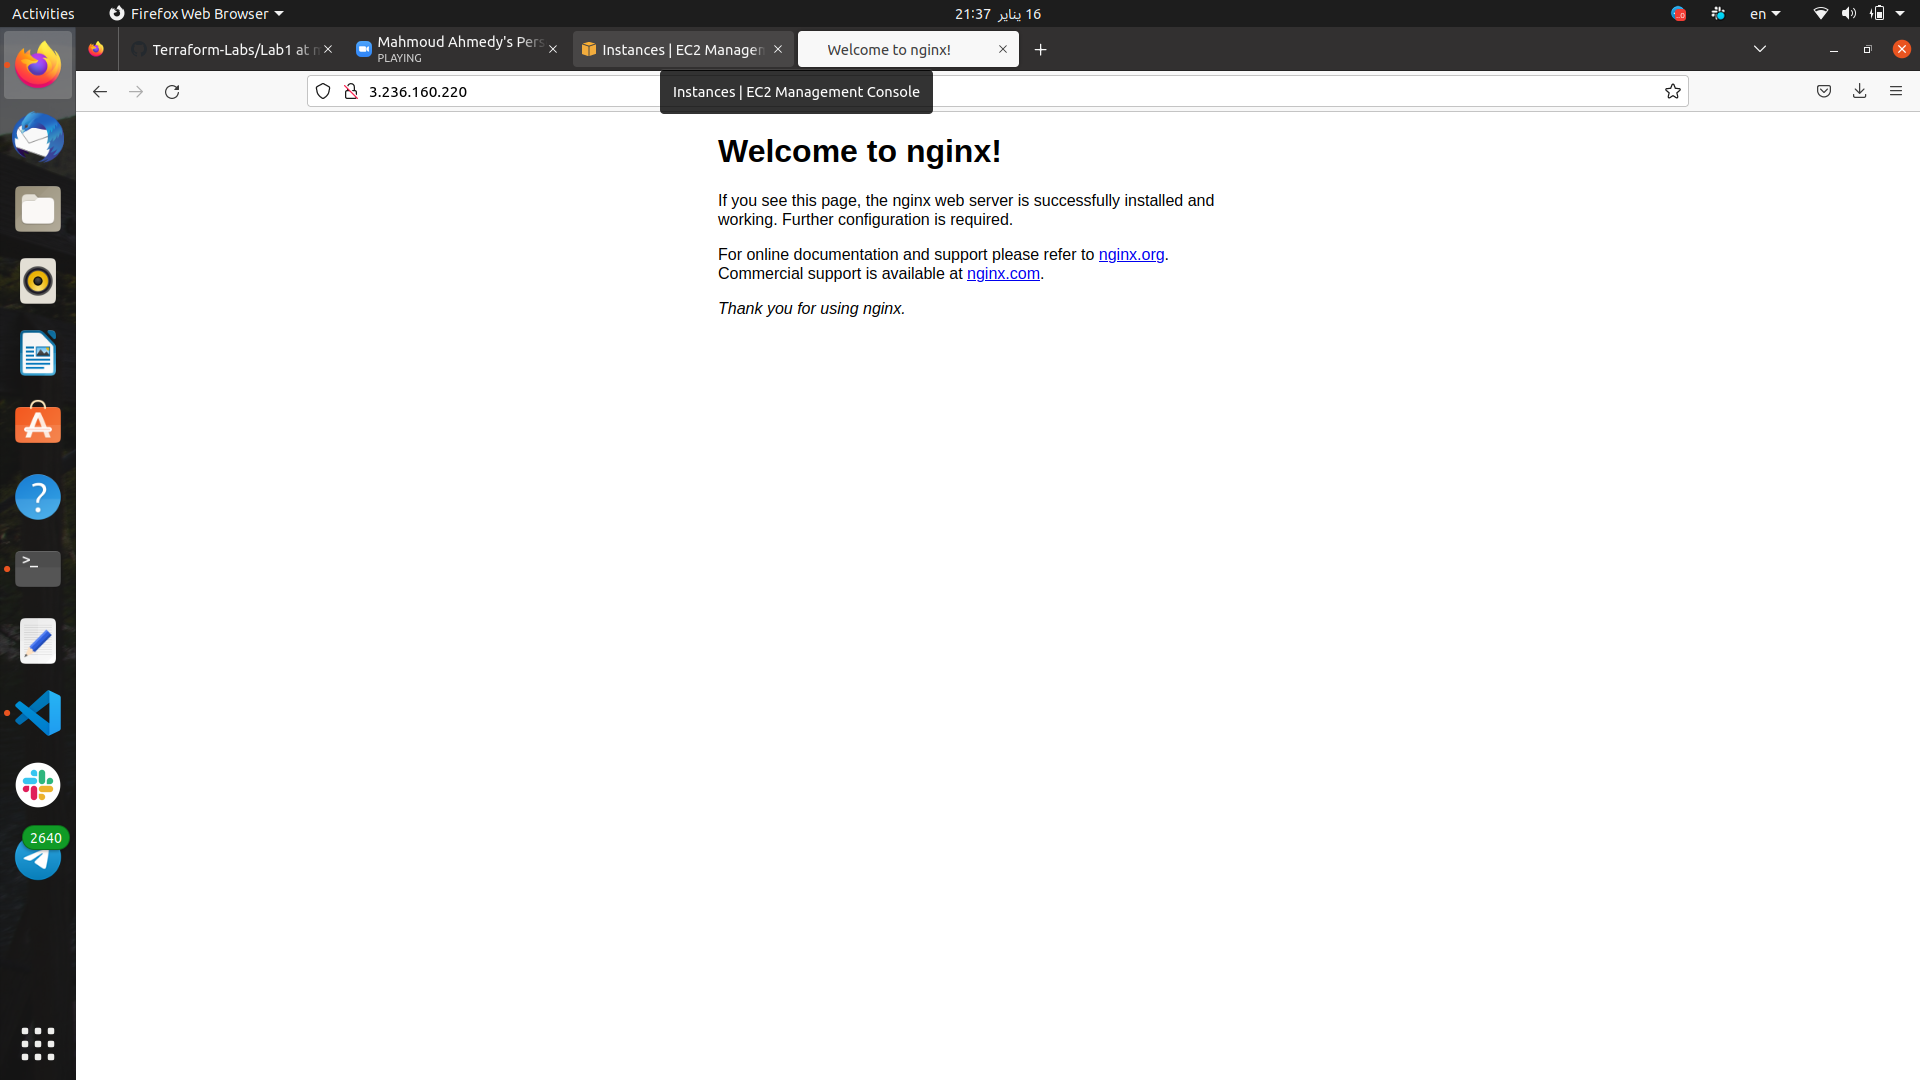 Activities
Firefox Web Browser
21:37 16 يناير
en
Terraform-Labs/Lab1 at m
Mahmoud Ahmedy's Pers
PLAYING
Instances | EC2 Managem
Welcome to nginx!
3.236.160.220
Instances | EC2 Management Console
Welcome to nginx!
If you see this page, the nginx web server is successfully installed and
working. Further configuration is required.
For online documentation and support please refer to nginx.org.
Commercial support is available at nginx.com.
Thank you for using nginx.
2640